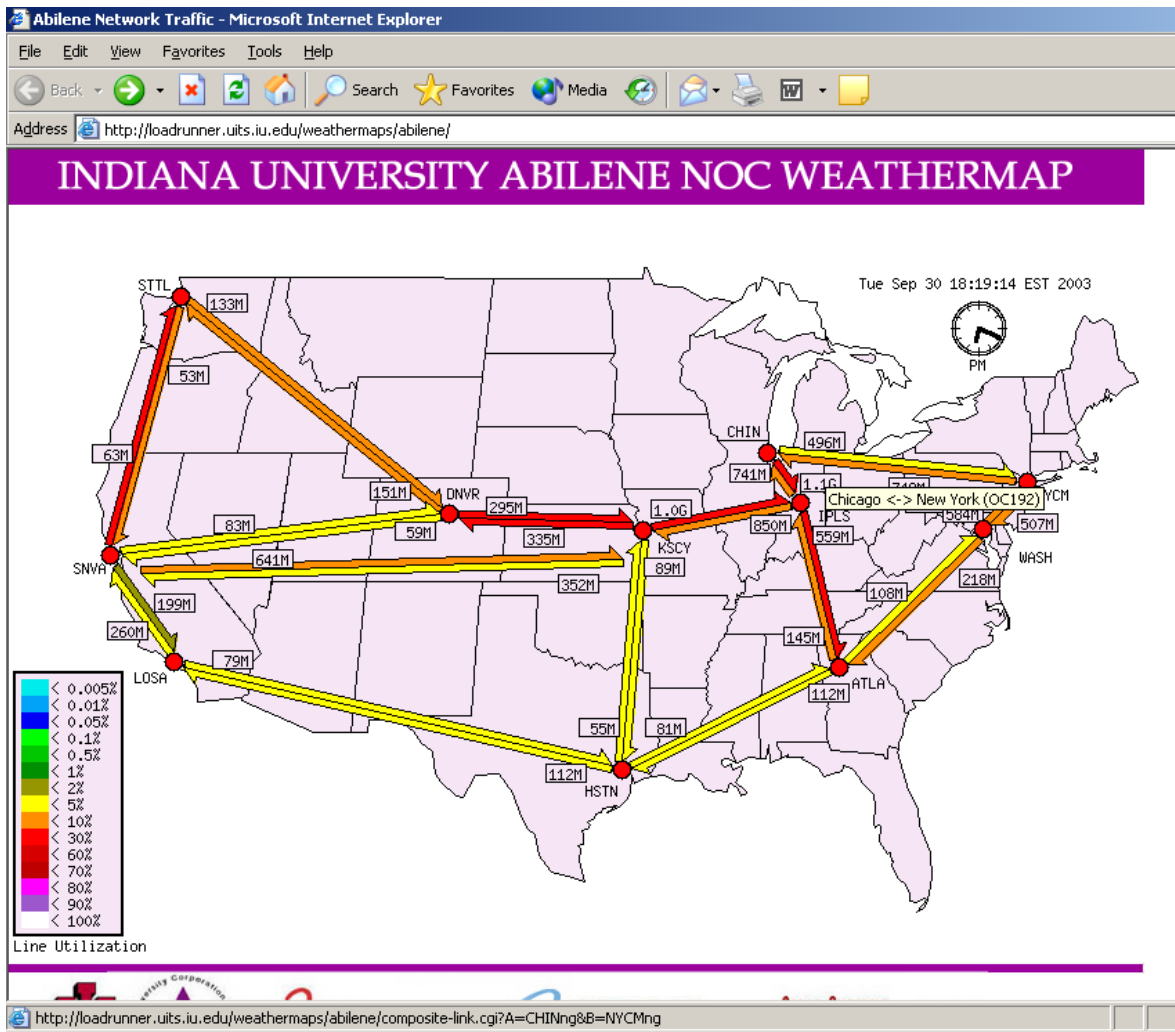 Abilene Network Traffic - Microsoft Internet Explorer
File Edit View Favorites Tools Help
Back Search Favorites Media
Address http://loadrunner.uits.iu.edu/weathermaps/abilene/
INDIANA UNIVERSITY ABILENE NOC WEATHERMAP
Tue Sep 30 18:19:14 EST 2003
PM
STTL
133M
53M
63M
CHIN
496M
741M
1.1G
Chicago <-> New York (OC192)
YCM
151M
DNVR
295M
1.0G
83M
59M
335M
KSCY
850M
IPLS
559M
584M
507M
WASH
SNVA
641M
352M
89M
199M
108M
218M
260M
145M
LOSA
79M
ATLA
112M
55M
81M
112M
HSTN
< 0.005%
< 0.01%
< 0.05%
< 0.1%
< 0.5%
< 1%
< 2%
< 5%
< 10%
< 30%
< 60%
< 70%
< 80%
< 90%
< 100%
Line Utilization
http://loadrunner.uits.iu.edu/weathermaps/abilene/composite-link.cgi?A=CHINng&B=NYCMng